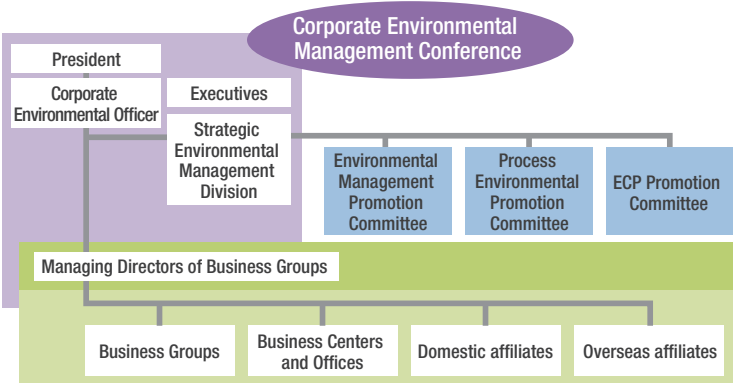 Corporate Environmental
Management Conference
President
Corporate
Environmental Officer
Executives
Strategic
Environmental
Management
Division
Environmental
Management
Promotion
Committee
Process
Environmental
Promotion
Committee
ECP Promotion
Committee
Managing Directors of Business Groups
Business Groups
Business Centers
and Offices
Domestic affiliates
Overseas affiliates